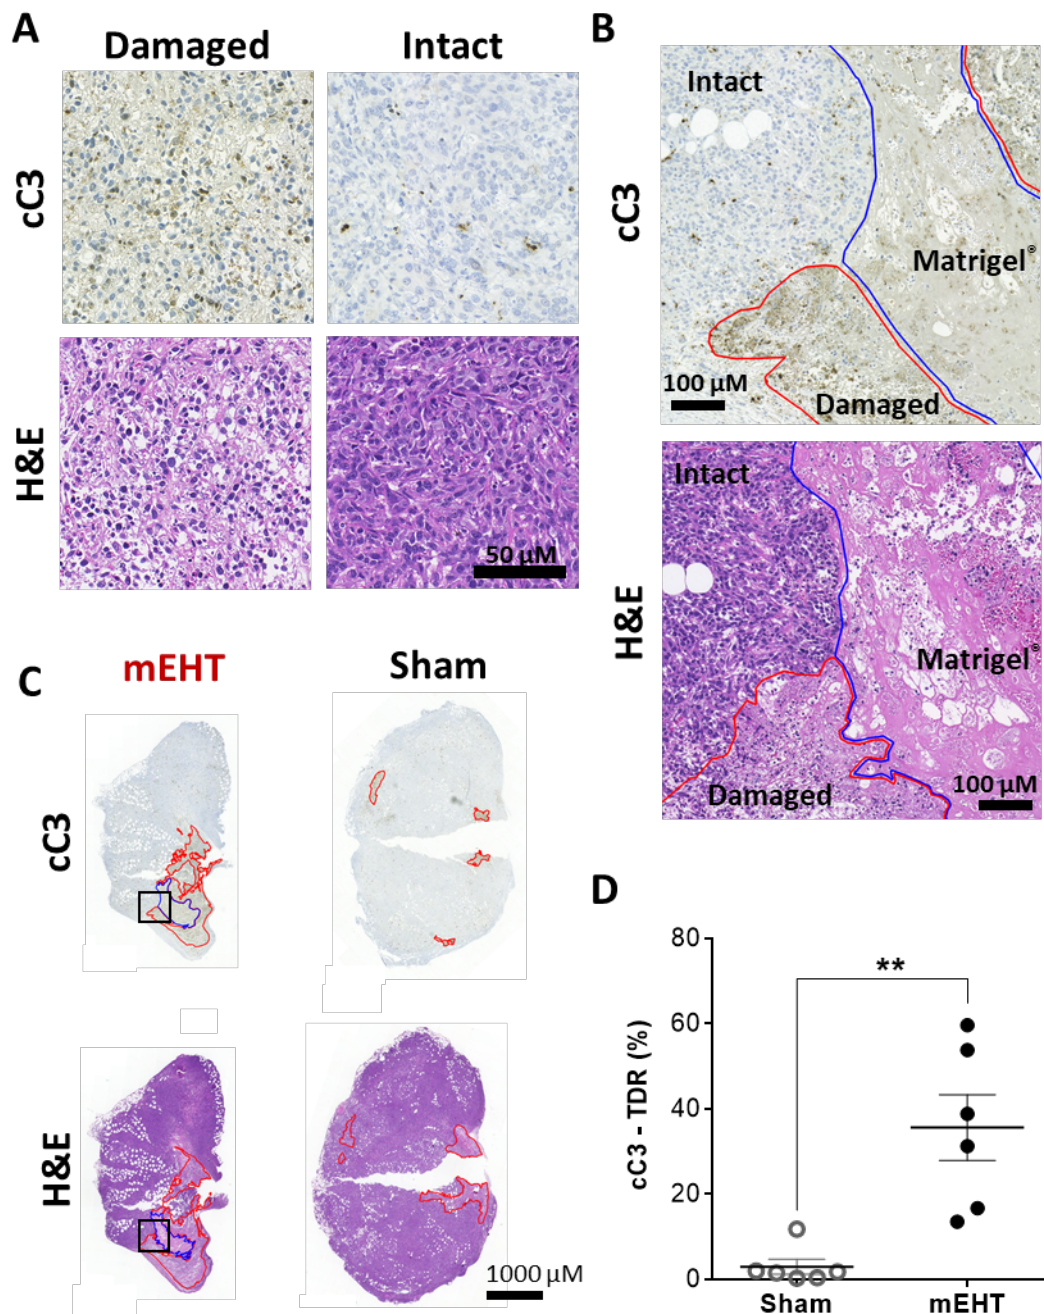 A
Damaged
Intact
cC3
H&E
50 µM
B
cC3
Intact
Matrigel®
100 µM
Damaged
H&E
Intact
Matrigel®
100 µM
Damaged
C
mEHT
Sham
cC3
H&E
1000 µM
D
cC3 - TDR (%)
80
60
40
20
0
**
Sham
mEHT